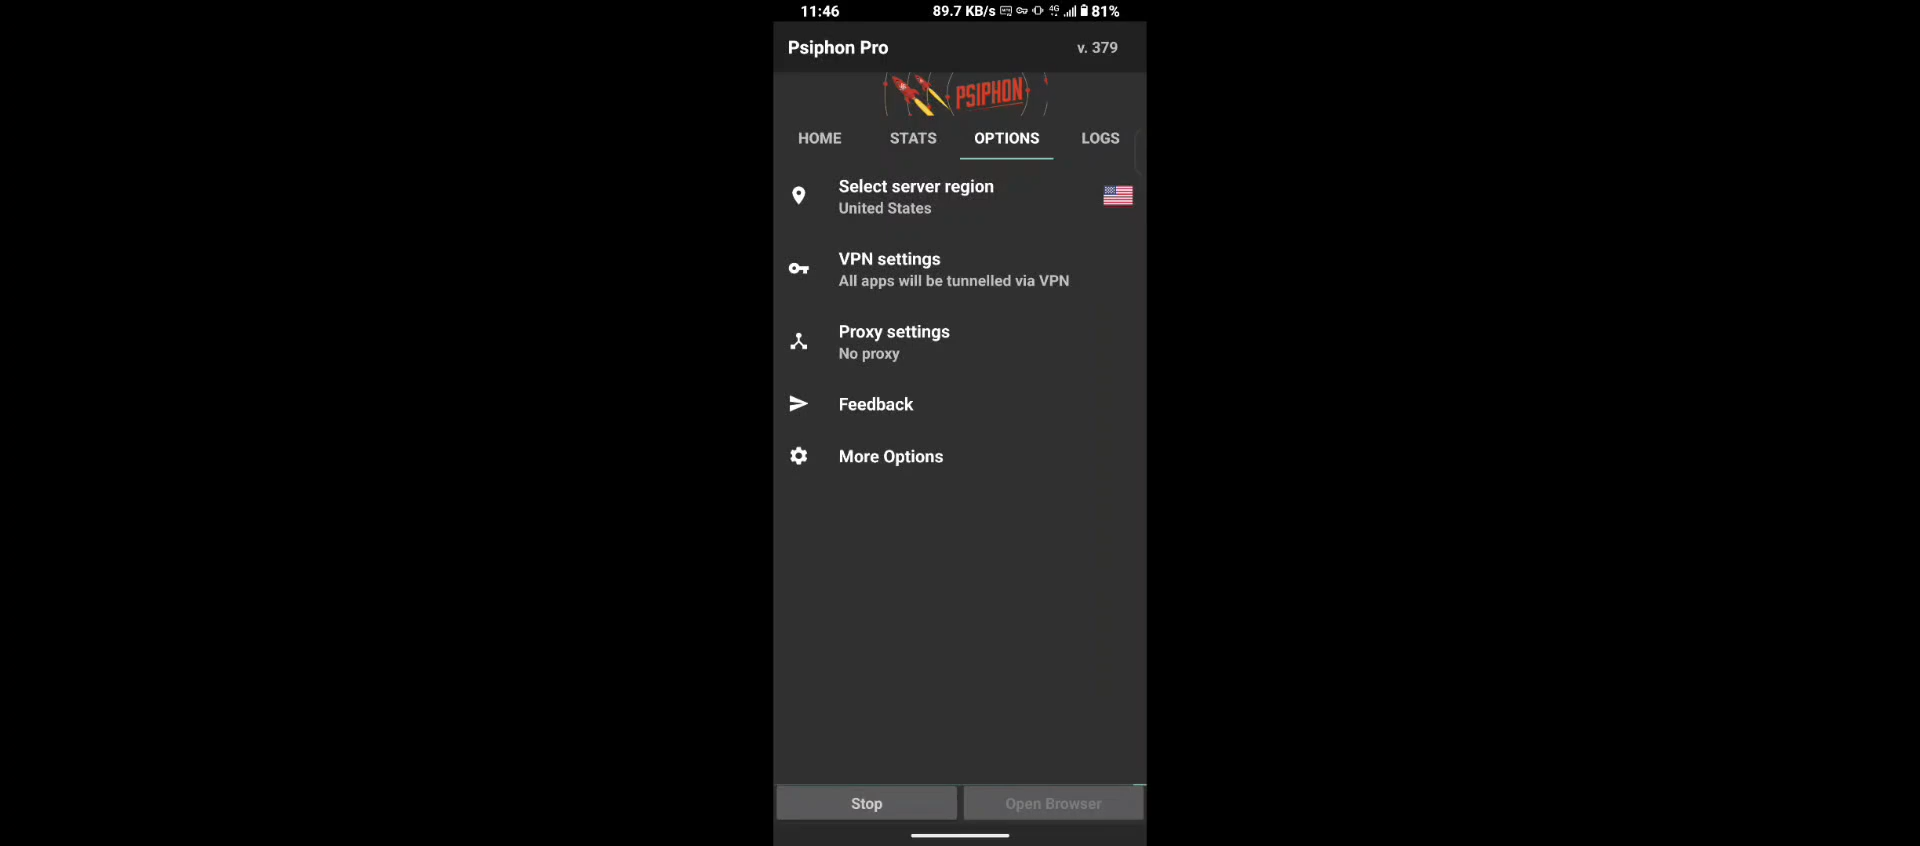 11:46 89.7 KB/s 4G 81%
Psiphon Pro v. 379
PSIPHON
HOME STATS OPTIONS LOGS
Select server region
United States
VPN settings
All apps will be tunnelled via VPN
Proxy settings
No proxy
Feedback
More Options
Stop Open Browser